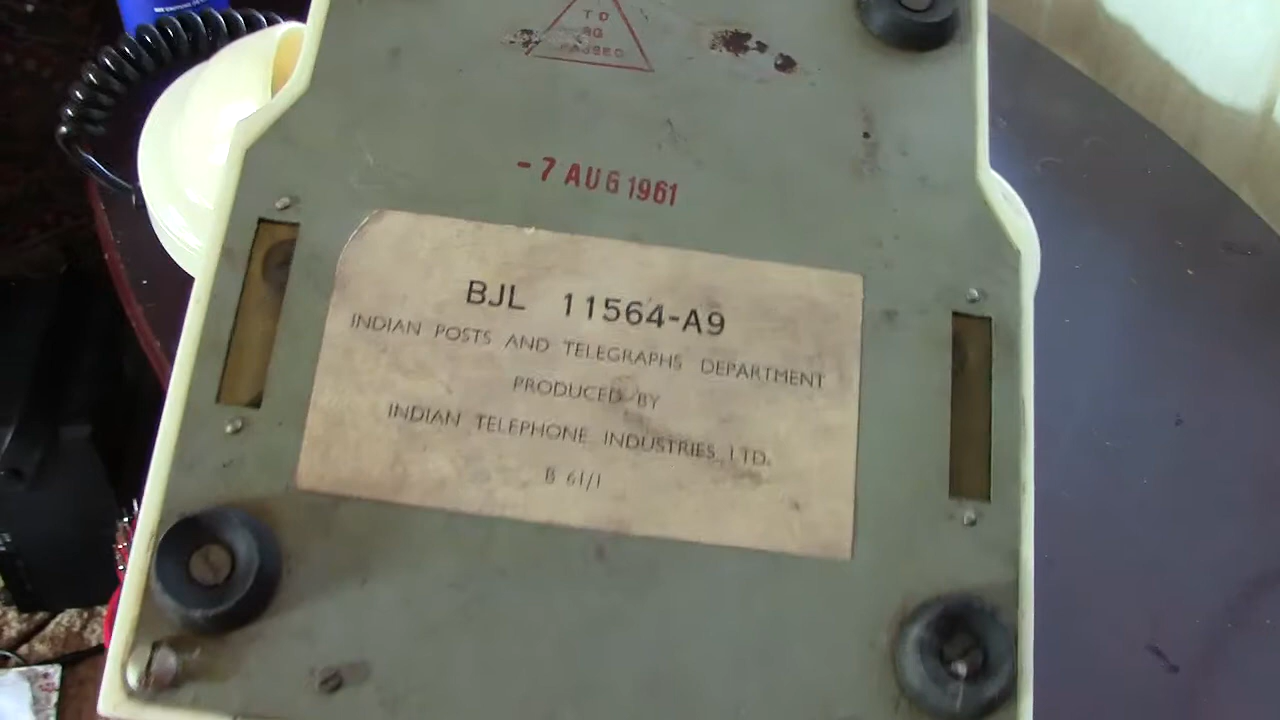 TD
PASSED
- 7 AUG 1961
BJL 11564-A9
INDIAN POSTS AND TELEGRAPHS DEPARTMENT
PRODUCED BY
INDIAN TELEPHONE INDUSTRIES, LTD.
B 61/1